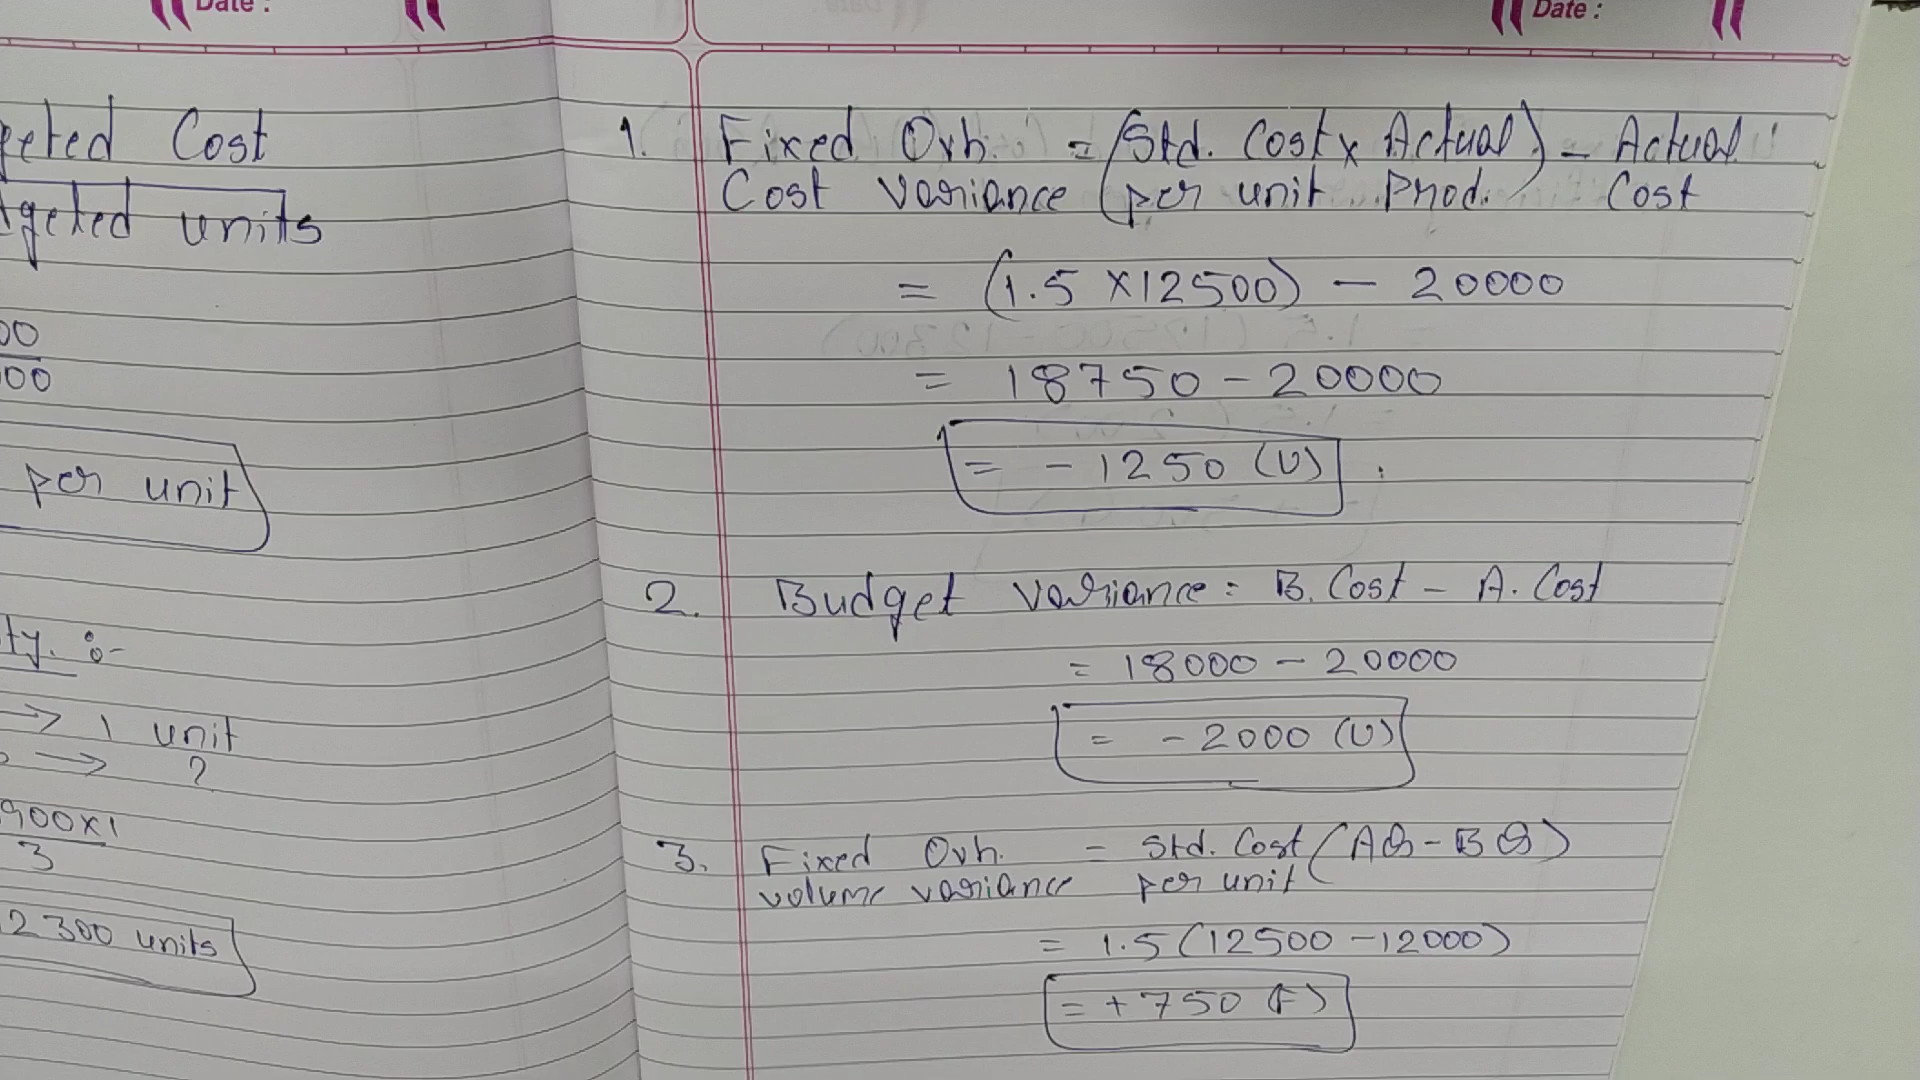 Date :
Cost
units
00
00
per unit
ty. :-
→ 1 unit
→ ?
900x1
3
2300 units
Date :
1. Fixed Ovh. = (Std. Cost x Actual) - Actual
Cost variance (per unit Prod.) Cost
= (1.5 x 12500) - 20000
= 18750 - 20000
= - 1250 (U)
2. Budget variance = B. Cost - A. Cost
= 18000 - 20000
= - 2000 (U)
3. Fixed Ovh. = Std. Cost (AQ - BQ)
volume variance per unit
= 1.5 (12500 - 12000)
= + 750 (F)